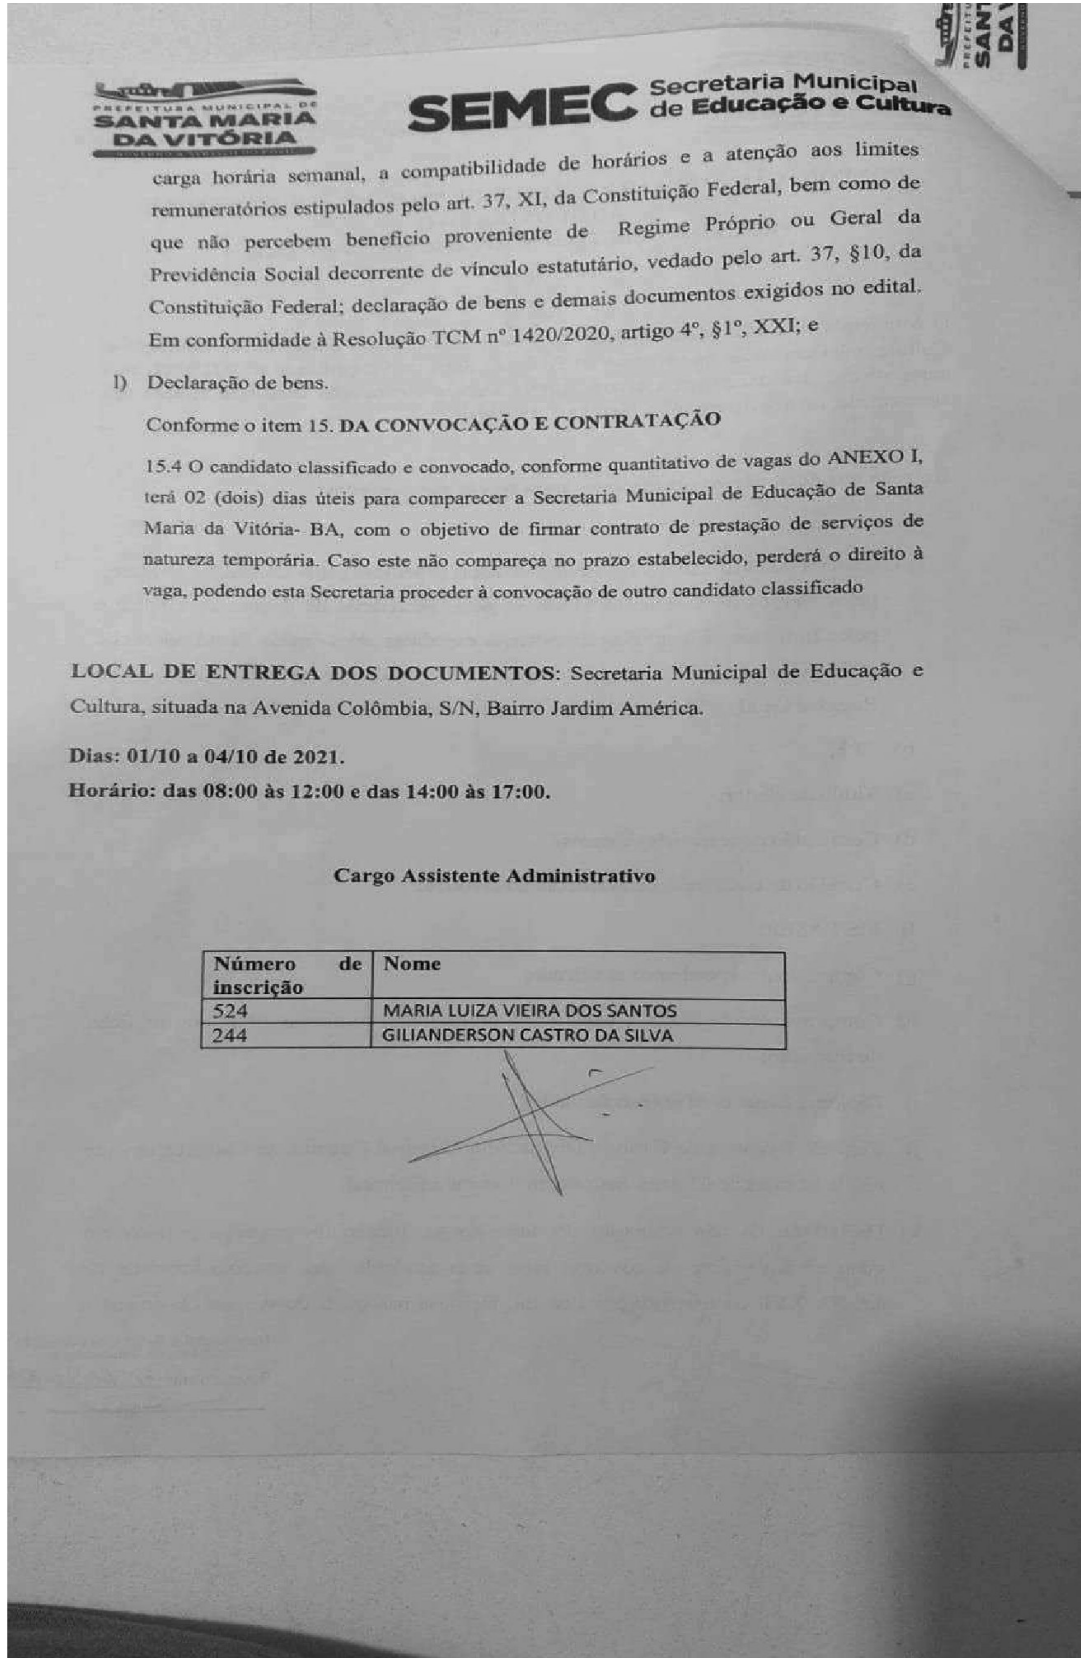 PREFEITURA MUNICIPAL DE
SANTA MARIA
DA VITÓRIA
SEMEC Secretaria Municipal
de Educação e Cultura
SANT
DA V
carga horária semanal, a compatibilidade de horários e a atenção aos limites
remuneratórios estipulados pelo art. 37, XI, da Constituição Federal, bem como de
que não percebem benefício proveniente de Regime Próprio ou Geral da
Previdência Social decorrente de vínculo estatutário, vedado pelo art. 37, §10, da
Constituição Federal; declaração de bens e demais documentos exigidos no edital.
Em conformidade à Resolução TCM nº 1420/2020, artigo 4º, §1º, XXI; e
l) Declaração de bens.
Conforme o item 15. DA CONVOCAÇÃO E CONTRATAÇÃO
15.4 O candidato classificado e convocado, conforme quantitativo de vagas do ANEXO I,
terá 02 (dois) dias úteis para comparecer a Secretaria Municipal de Educação de Santa
Maria da Vitória- BA, com o objetivo de firmar contrato de prestação de serviços de
natureza temporária. Caso este não compareça no prazo estabelecido, perderá o direito à
vaga, podendo esta Secretaria proceder à convocação de outro candidato classificado
LOCAL DE ENTREGA DOS DOCUMENTOS: Secretaria Municipal de Educação e
Cultura, situada na Avenida Colômbia, S/N, Bairro Jardim América.
Dias: 01/10 a 04/10 de 2021.
Horário: das 08:00 às 12:00 e das 14:00 às 17:00.
Cargo Assistente Administrativo
Número de Nome
inscrição
524 MARIA LUIZA VIEIRA DOS SANTOS
244 GILIANDERSON CASTRO DA SILVA